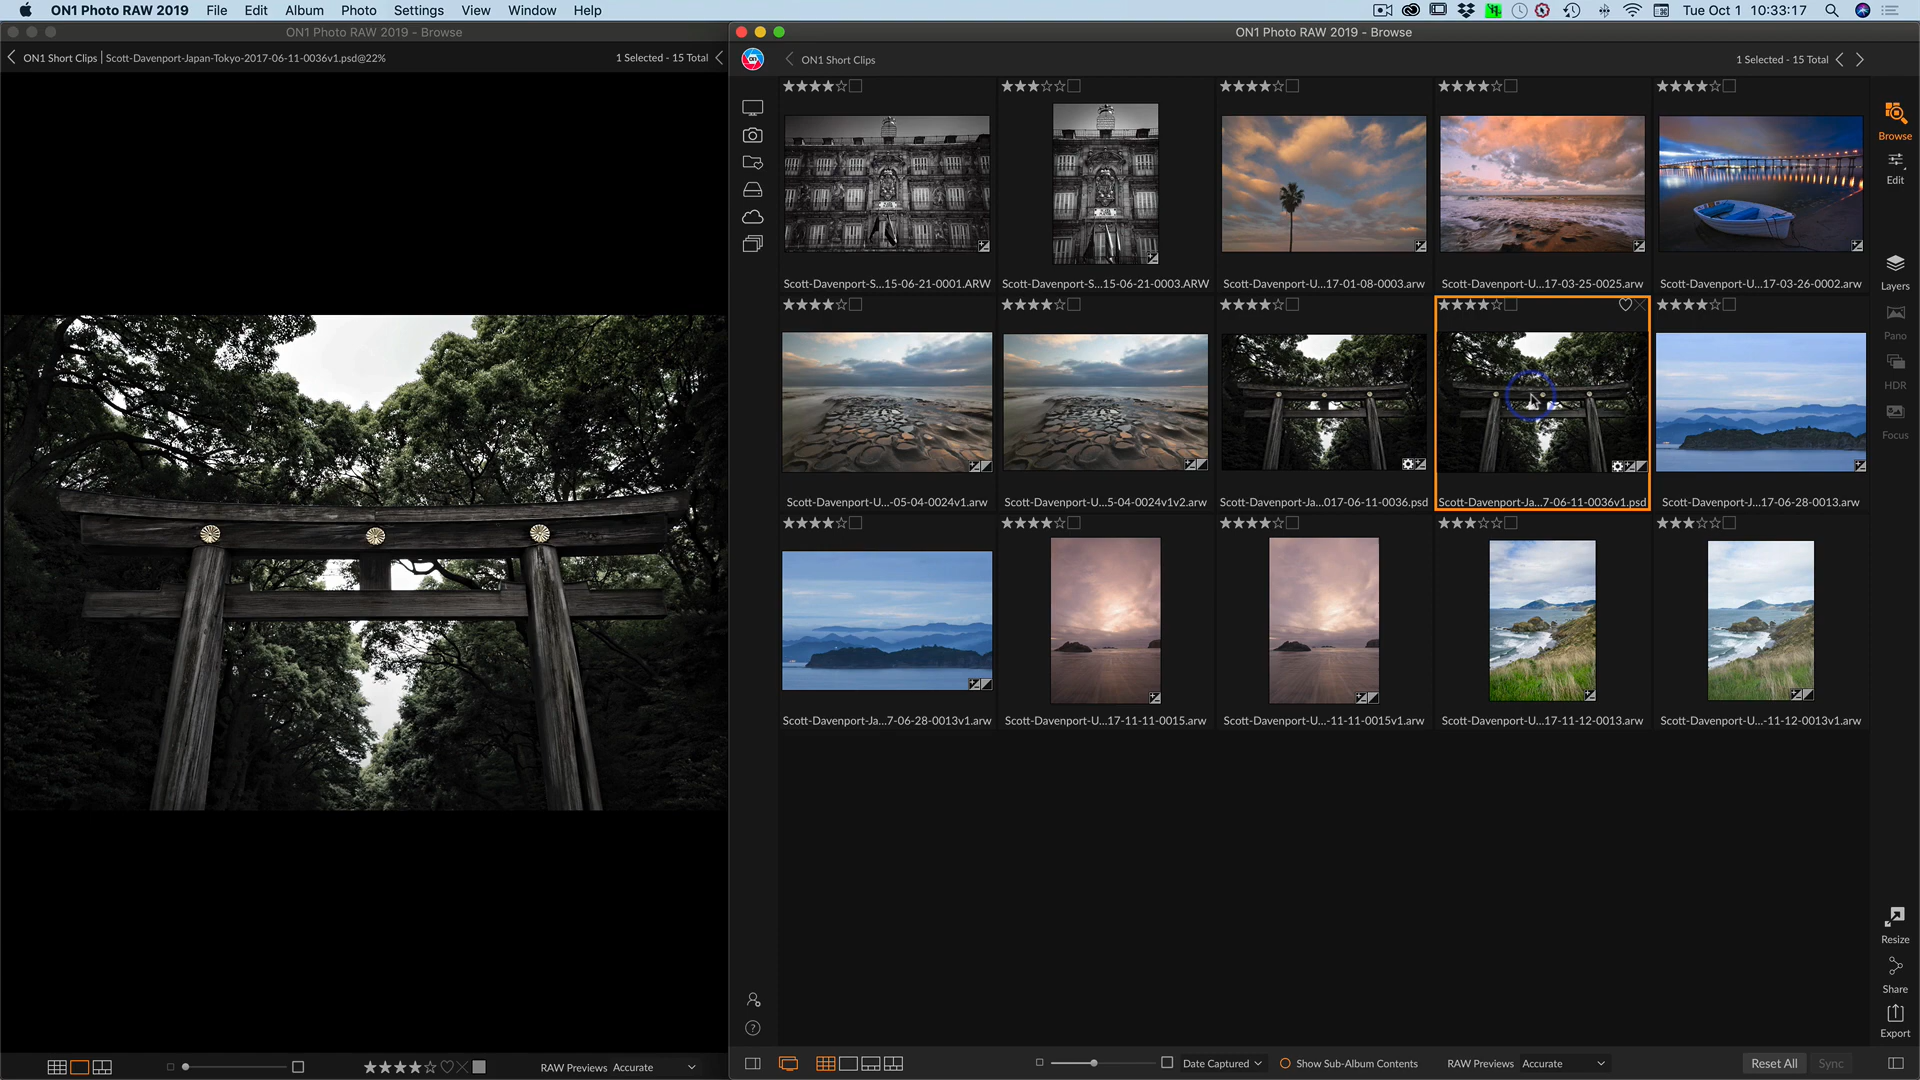 ON1 Photo RAW 2019 File Edit Album Photo Settings View Window Help Tue Oct 1 10:33:17
ON1 Photo RAW 2019 - Browse
ON1 Short Clips | Scott-Davenport-Japan-Tokyo-2017-06-11-0036v1.psd@22% 1 Selected - 15 Total
RAW Previews Accurate
ON1 Photo RAW 2019 - Browse
ON1 Short Clips 1 Selected - 15 Total
Scott-Davenport-S...15-06-21-0001.ARW
Scott-Davenport-S...15-06-21-0003.ARW
Scott-Davenport-U...17-01-08-0003.arw
Scott-Davenport-U...17-03-25-0025.arw
Scott-Davenport-U...17-03-26-0002.arw
Scott-Davenport-U...-05-04-0024v1.arw
Scott-Davenport-U...5-04-0024v1v2.arw
Scott-Davenport-Ja...017-06-11-0036.psd
Scott-Davenport-Ja...7-06-11-0036v1.psd
Scott-Davenport-J...17-06-28-0013.arw
Scott-Davenport-Ja...7-06-28-0013v1.arw
Scott-Davenport-U...17-11-11-0015.arw
Scott-Davenport-U...-11-11-0015v1.arw
Scott-Davenport-U...17-11-12-0013.arw
Scott-Davenport-U...-11-12-0013v1.arw
Browse
Edit
Layers
Pano
HDR
Focus
Resize
Share
Export
Date Captured Show Sub-Album Contents RAW Previews Accurate Reset All Sync